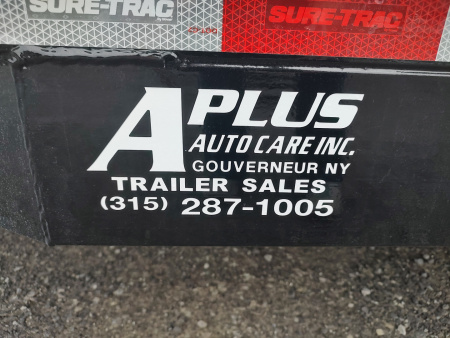 SURE-TRAC SURE-TRAC
A PLUS
AUTO CARE INC.
GOUVERNEUR NY
TRAILER SALES
(315) 287-1005